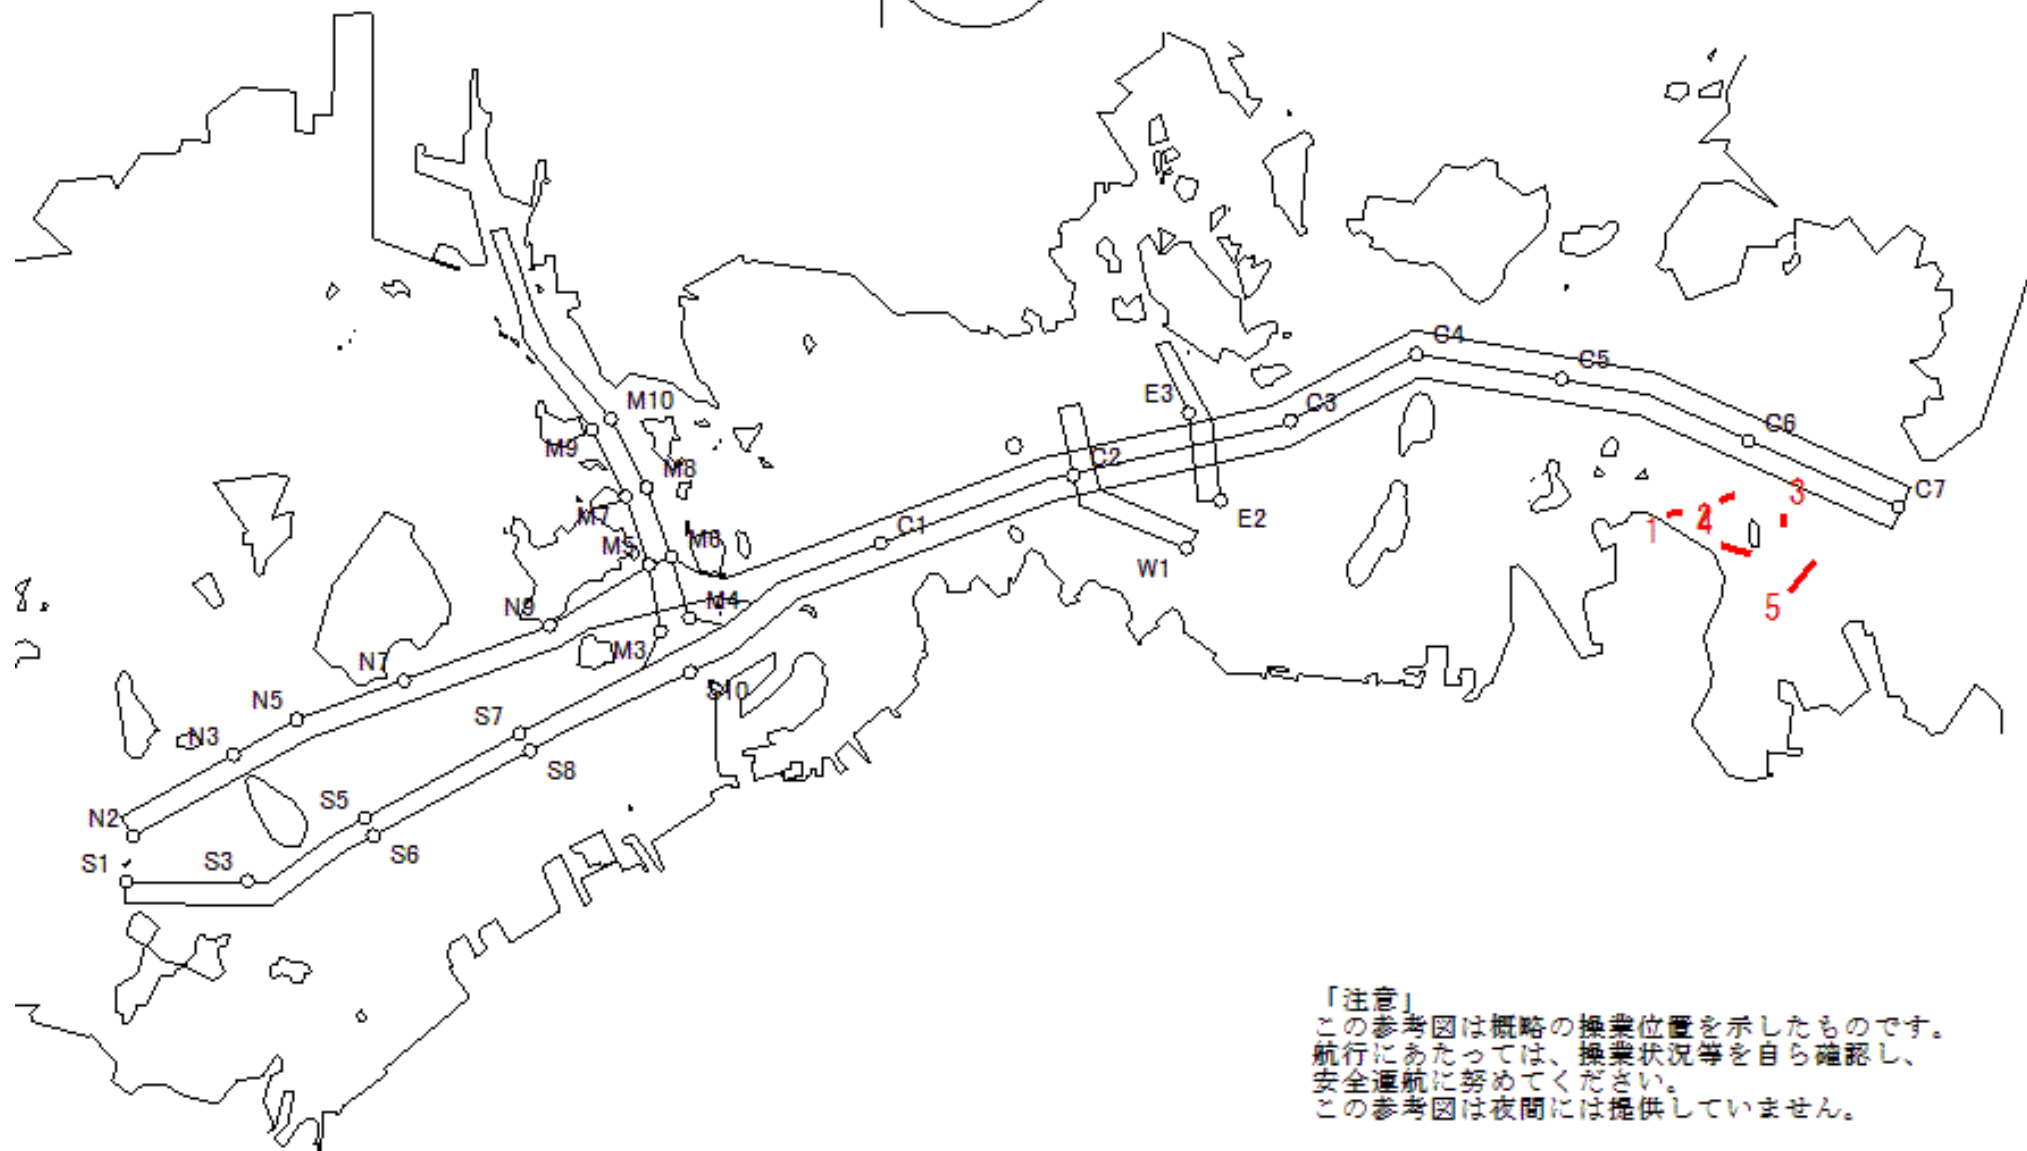 C4
C5
E3
M10
C3
C6
M9
C2
M8
C7
3
1
2
4
M7
E2
C1
M6
M5
W1
N9
M4
5
M3
N7
S10
N5
S7
N3
S8
S5
N2
S6
S1
S3
「注意」
この参考図は概略の操業位置を示したものです。
航行にあたっては、操業状況等を自ら確認し、
安全運航に努めてください。
この参考図は夜間には提供していません。